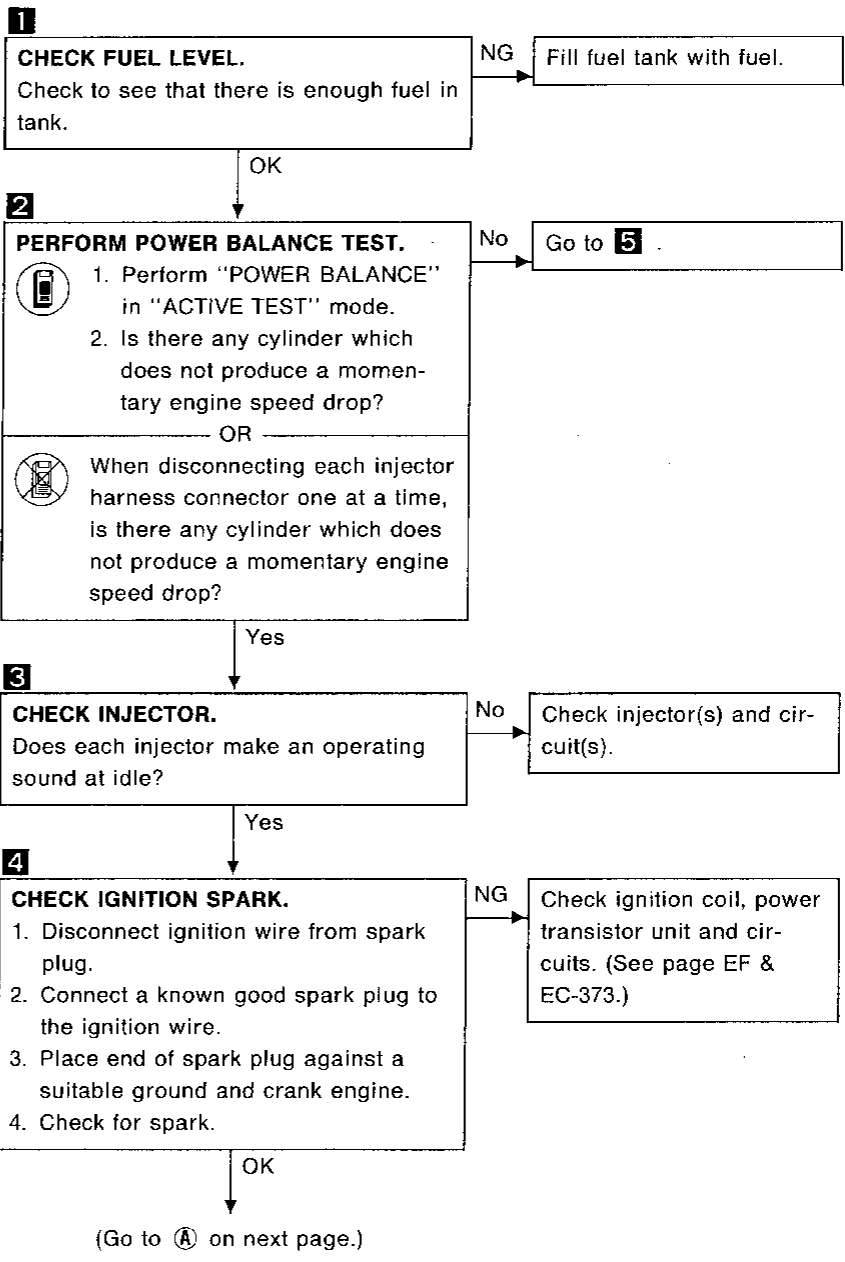 1
CHECK FUEL LEVEL.
Check to see that there is enough fuel in
tank.
NG
Fill fuel tank with fuel.
OK
2
PERFORM POWER BALANCE TEST.
1. Perform "POWER BALANCE"
in "ACTIVE TEST" mode.
2. Is there any cylinder which
does not produce a momen-
tary engine speed drop?
OR
When disconnecting each injector
harness connector one at a time,
is there any cylinder which does
not produce a momentary engine
speed drop?
No
Go to 5 .
Yes
3
CHECK INJECTOR.
Does each injector make an operating
sound at idle?
No
Check injector(s) and cir-
cuit(s).
Yes
4
CHECK IGNITION SPARK.
1. Disconnect ignition wire from spark
plug.
2. Connect a known good spark plug to
the ignition wire.
3. Place end of spark plug against a
suitable ground and crank engine.
4. Check for spark.
NG
Check ignition coil, power
transistor unit and cir-
cuits. (See page EF &
EC-373.)
OK
(Go to Ⓐ on next page.)